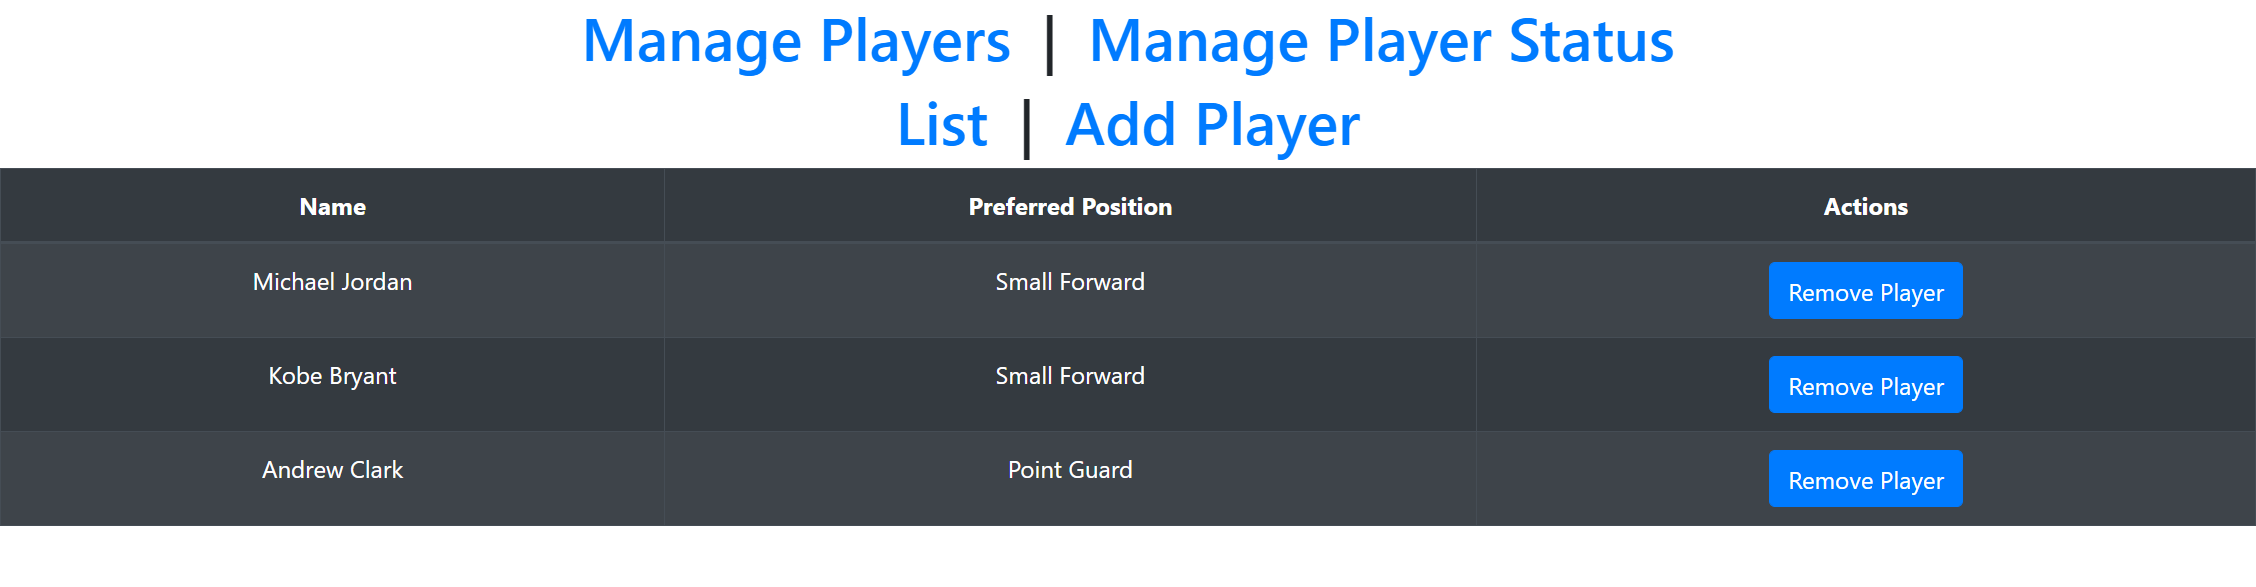 Manage Players | Manage Player Status
List | Add Player
Name Preferred Position Actions
Michael Jordan Small Forward Remove Player
Kobe Bryant Small Forward Remove Player
Andrew Clark Point Guard Remove Player